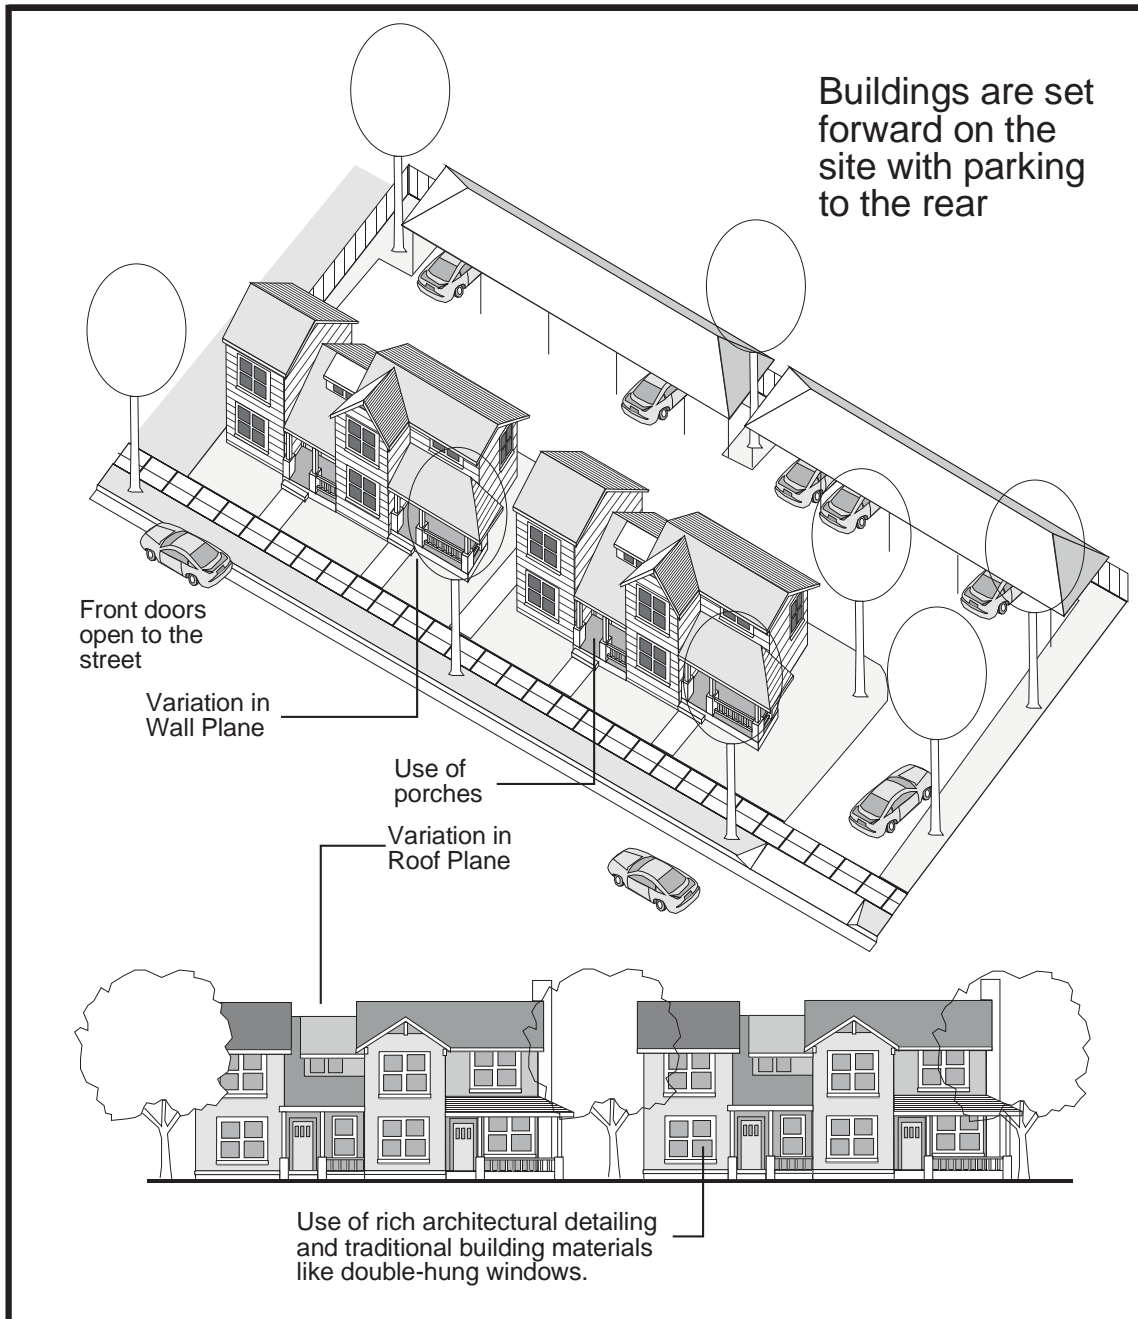 Buildings are set
forward on the
site with parking
to the rear
Front doors
open to the
street
Variation in
Wall Plane
Use of
porches
Variation in
Roof Plane
Use of rich architectural detailing
and traditional building materials
like double-hung windows.